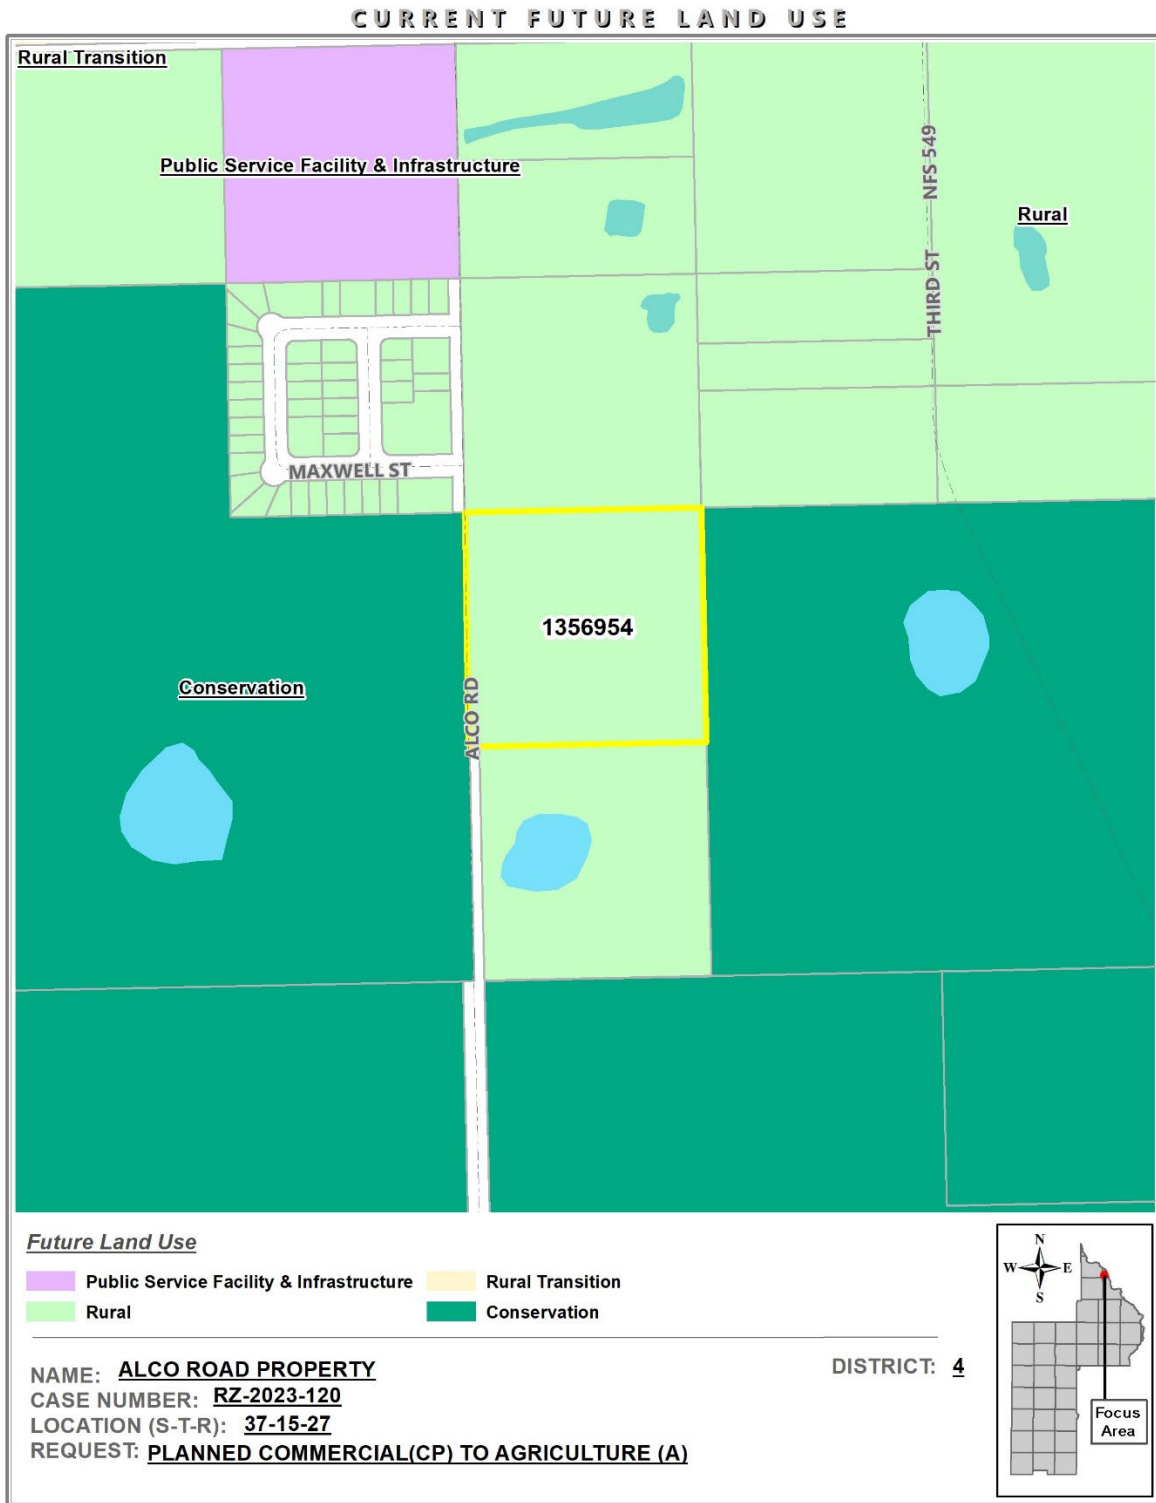 CURRENT FUTURE LAND USE
Rural Transition
Public Service Facility & Infrastructure
NFS 549
Rural
THIRD ST
MAXWELL ST
1356954
Conservation
ALCO RD
Future Land Use
Public Service Facility & Infrastructure
Rural Transition
Rural
Conservation
N
W E
S
Focus
Area
NAME: ALCO ROAD PROPERTY
DISTRICT: 4
CASE NUMBER: RZ-2023-120
LOCATION (S-T-R): 37-15-27
REQUEST: PLANNED COMMERCIAL(CP) TO AGRICULTURE (A)